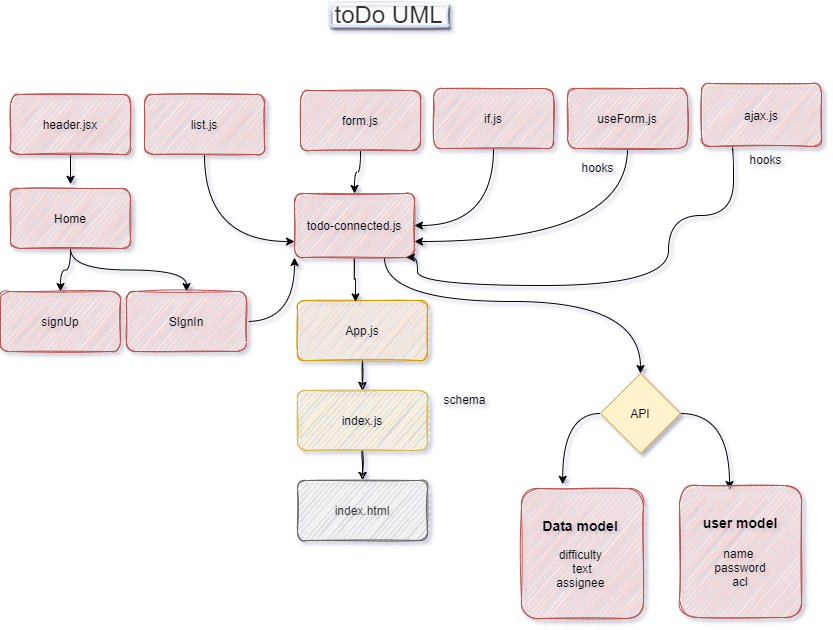 toDo UML
header.jsx
list.js
form.js
if.js
useForm.js
ajax.js
hooks
hooks
Home
todo-connected.js
signUp
SIgnIn
App.js
schema
index.js
API
index.html
Data model
difficulty
text
assignee
user model
name
password
acl